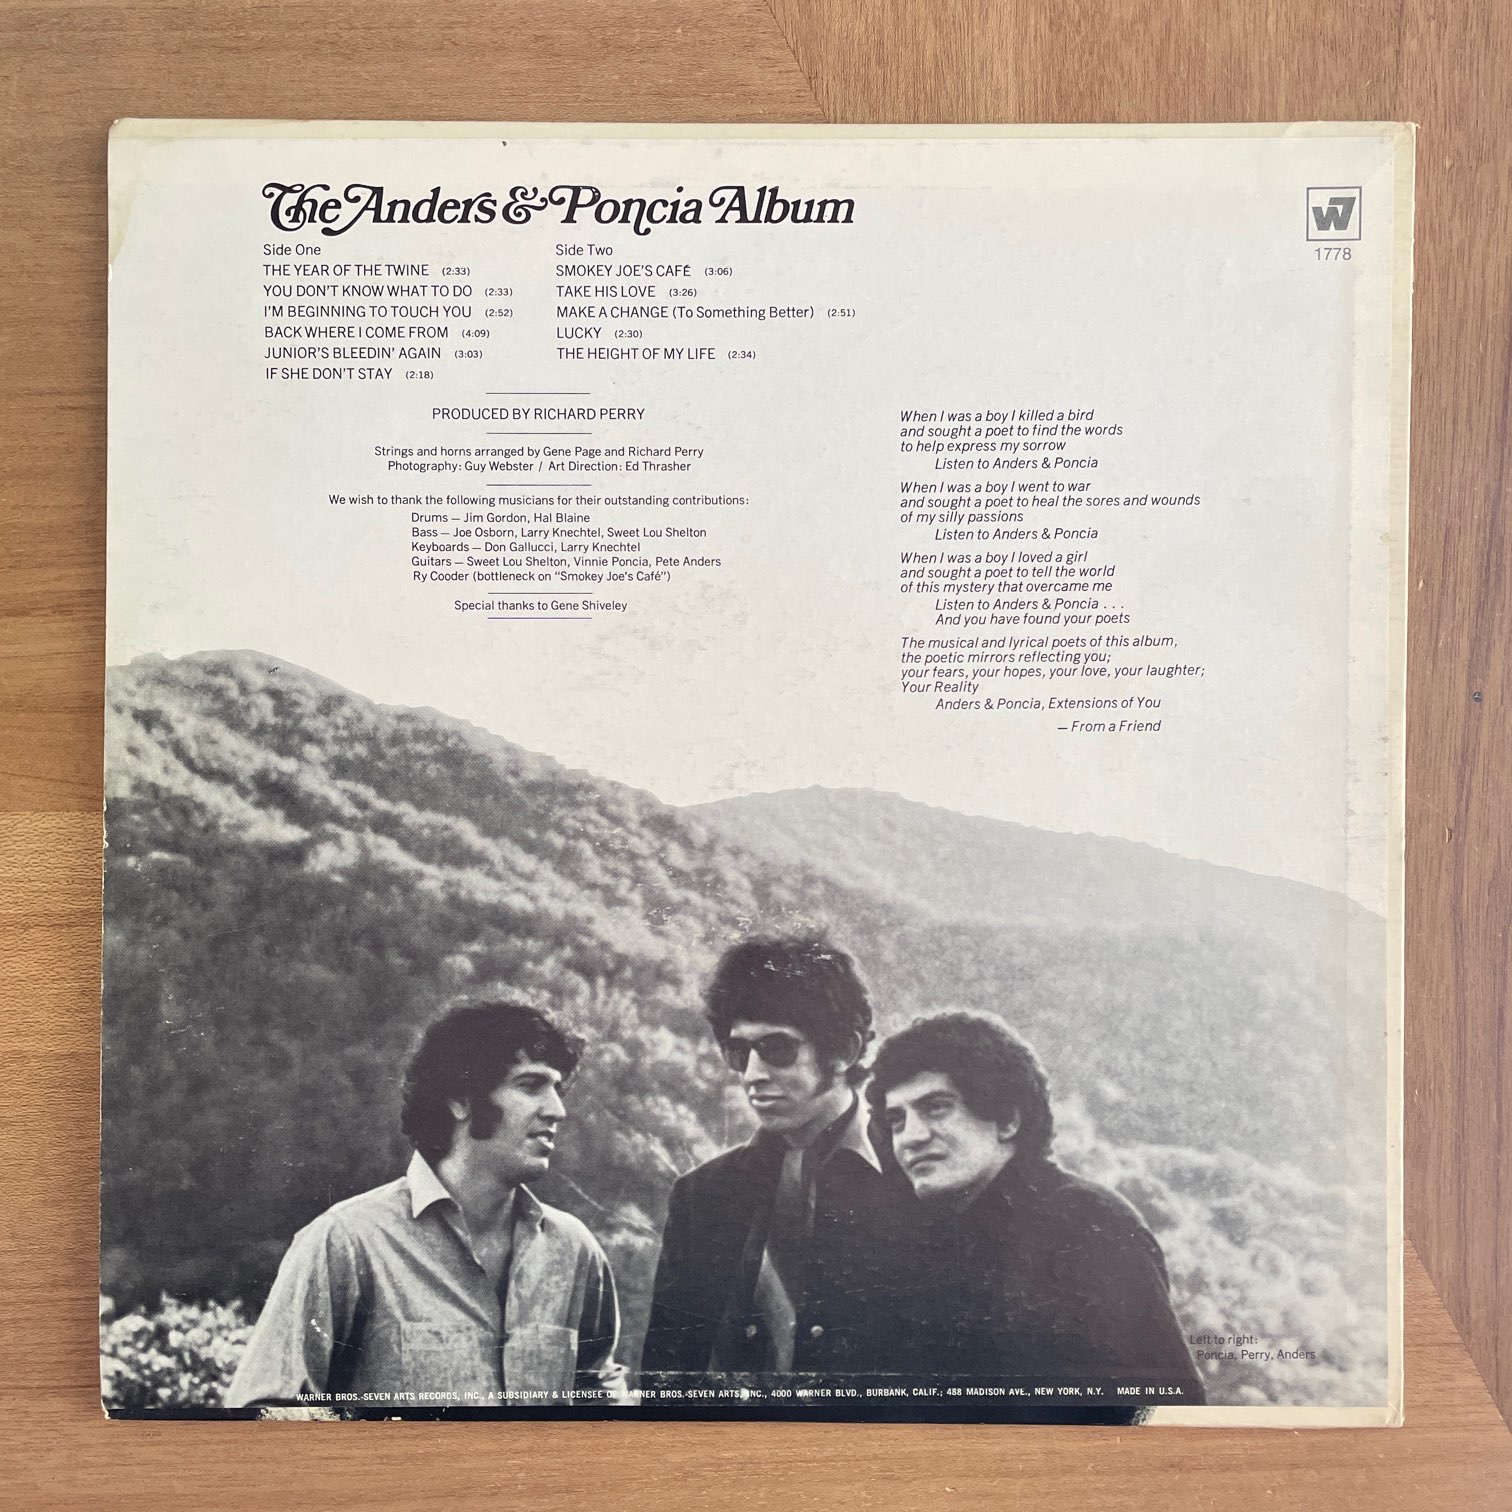 The Anders & Poncia Album
W7
1778
Side One
THE YEAR OF THE TWINE (2:33)
YOU DON'T KNOW WHAT TO DO (2:33)
I'M BEGINNING TO TOUCH YOU (2:52)
BACK WHERE I COME FROM (4:09)
JUNIOR'S BLEEDIN' AGAIN (3:03)
IF SHE DON'T STAY (2:18)
Side Two
SMOKEY JOE'S CAFÉ (3:06)
TAKE HIS LOVE (3:26)
MAKE A CHANGE (To Something Better) (2:51)
LUCKY (2:30)
THE HEIGHT OF MY LIFE (2:34)
PRODUCED BY RICHARD PERRY
Strings and horns arranged by Gene Page and Richard Perry
Photography: Guy Webster / Art Direction: Ed Thrasher
We wish to thank the following musicians for their outstanding contributions:
Drums — Jim Gordon, Hal Blaine
Bass — Joe Osborn, Larry Knechtel, Sweet Lou Shelton
Keyboards — Don Gallucci, Larry Knechtel
Guitars — Sweet Lou Shelton, Vinnie Poncia, Pete Anders
Ry Cooder (bottleneck on "Smokey Joe's Café")
Special thanks to Gene Shiveley
When I was a boy I killed a bird
and sought a poet to find the words
to help express my sorrow
Listen to Anders & Poncia
When I was a boy I went to war
and sought a poet to heal the sores and wounds
of my silly passions
Listen to Anders & Poncia
When I was a boy I loved a girl
and sought a poet to tell the world
of this mystery that overcame me
Listen to Anders & Poncia . . .
And you have found your poets
The musical and lyrical poets of this album,
the poetic mirrors reflecting you;
your fears, your hopes, your love, your laughter;
Your Reality
Anders & Poncia, Extensions of You
— From a Friend
Left to right:
Poncia, Perry, Anders
WARNER BROS.-SEVEN ARTS RECORDS, INC., A SUBSIDIARY & LICENSEE OF WARNER BROS.-SEVEN ARTS, INC., 4000 WARNER BLVD., BURBANK, CALIF.; 488 MADISON AVE., NEW YORK, N.Y. MADE IN U.S.A.